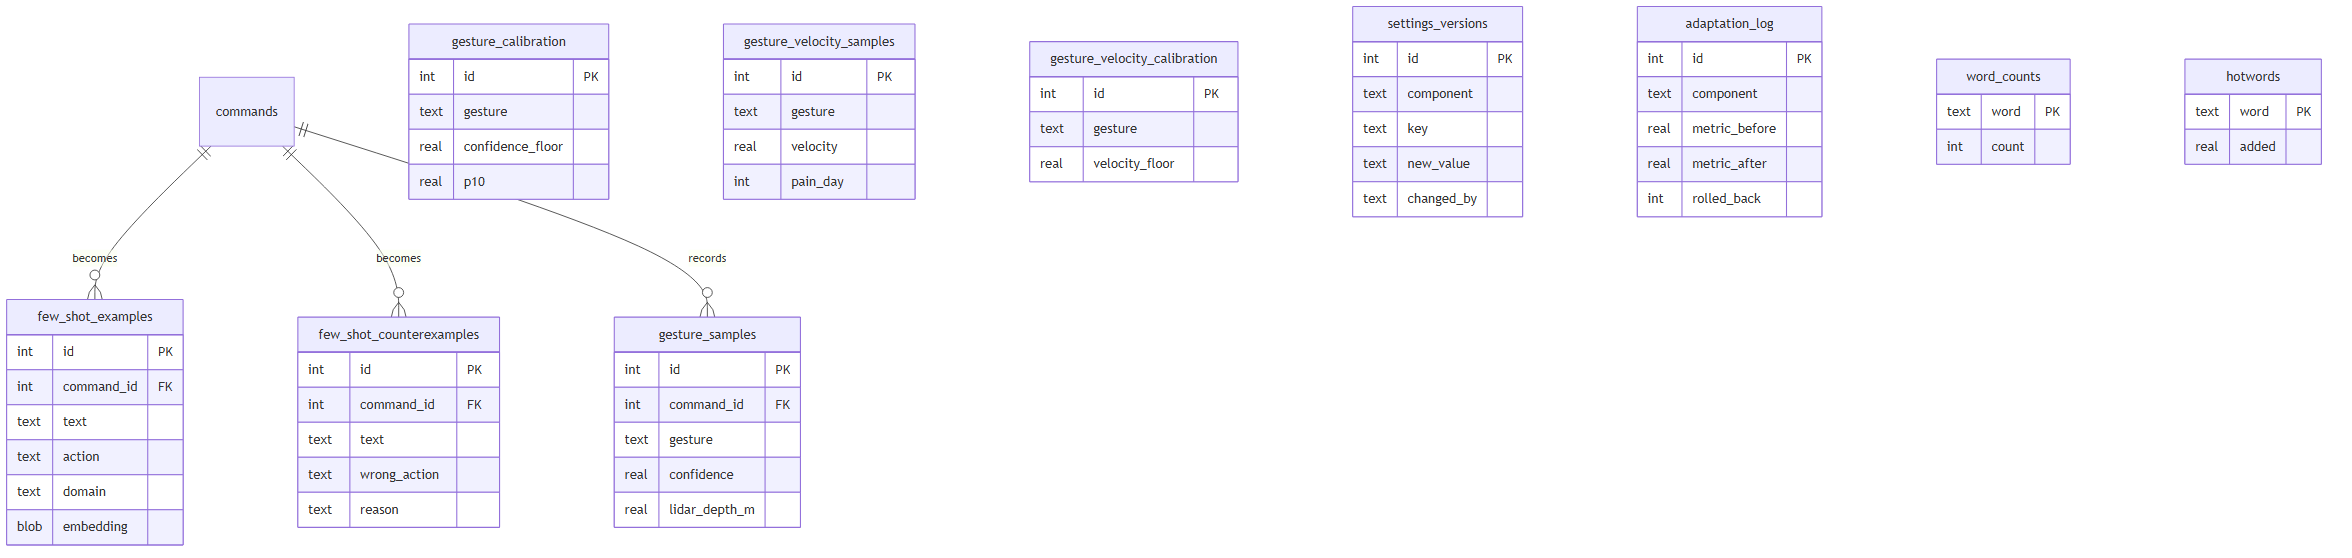 commands
gesture_calibration
int id PK
text gesture
real confidence_floor
real p10
gesture_velocity_samples
int id PK
text gesture
real velocity
int pain_day
gesture_velocity_calibration
int id PK
text gesture
real velocity_floor
settings_versions
int id PK
text component
text key
text new_value
text changed_by
adaptation_log
int id PK
text component
real metric_before
real metric_after
int rolled_back
word_counts
text word PK
int count
hotwords
text word PK
real added
becomes
becomes
records
few_shot_examples
int id PK
int command_id FK
text text
text action
text domain
blob embedding
few_shot_counterexamples
int id PK
int command_id FK
text text
text wrong_action
text reason
gesture_samples
int id PK
int command_id FK
text gesture
real confidence
real lidar_depth_m